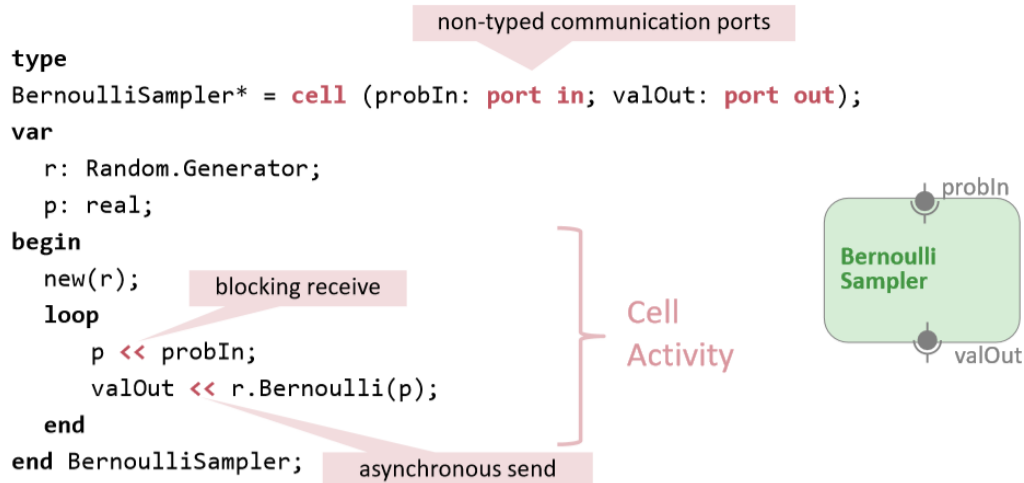 non-typed communication ports
type
BernoulliSampler* = cell (probIn: port in; valOut: port out);
var
r: Random.Generator;
p: real;
begin
new(r);
blocking receive
loop
p << probIn;
valOut << r.Bernoulli(p);
end
end BernoulliSampler;
asynchronous send
Cell
Activity
probIn
Bernoulli
Sampler
valOut